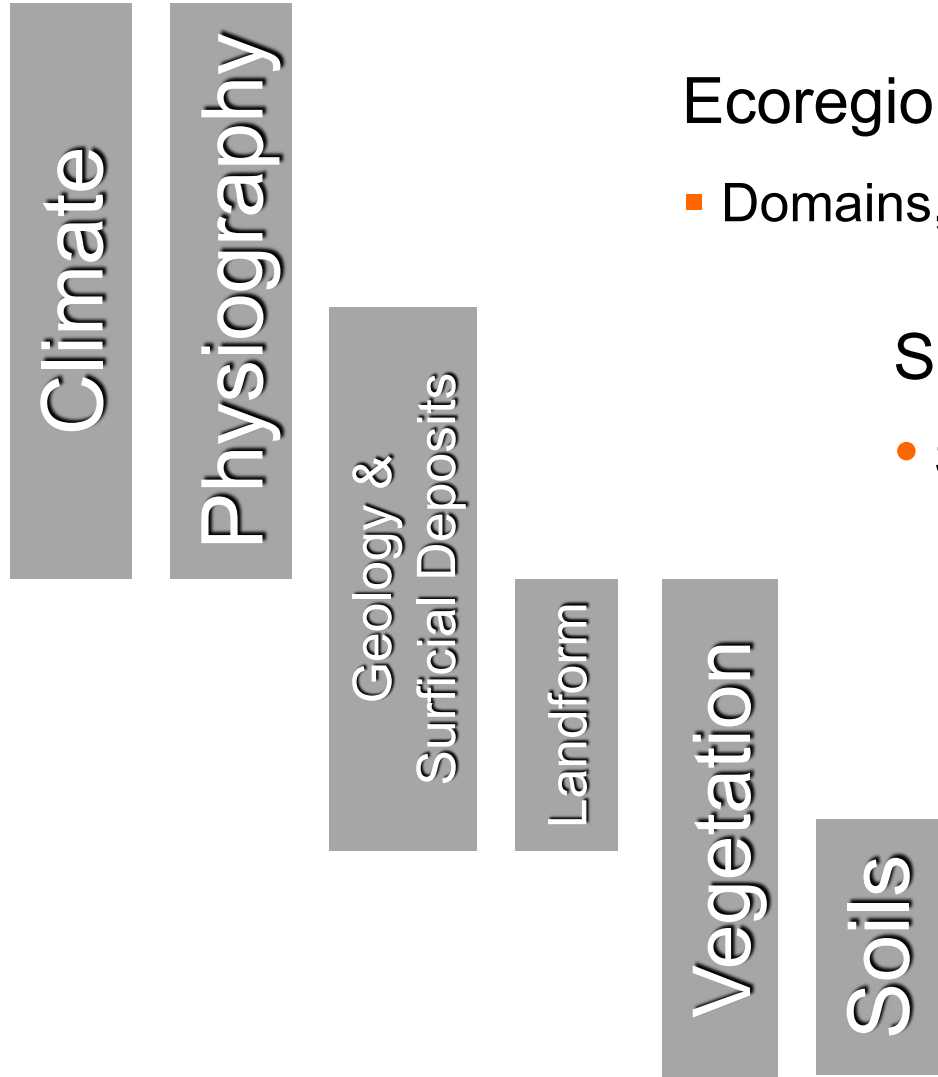 Climate
Physiography
Geology &
Surficial Deposits
Landform
Vegetation
Soils
Ecoregio
Domains,
S